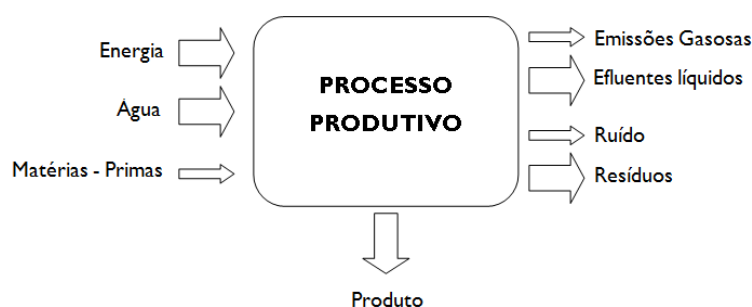 Energia
Água
Matérias - Primas
PROCESSO
PRODUTIVO
Emissões Gasosas
Efluentes líquidos
Ruído
Resíduos
Produto